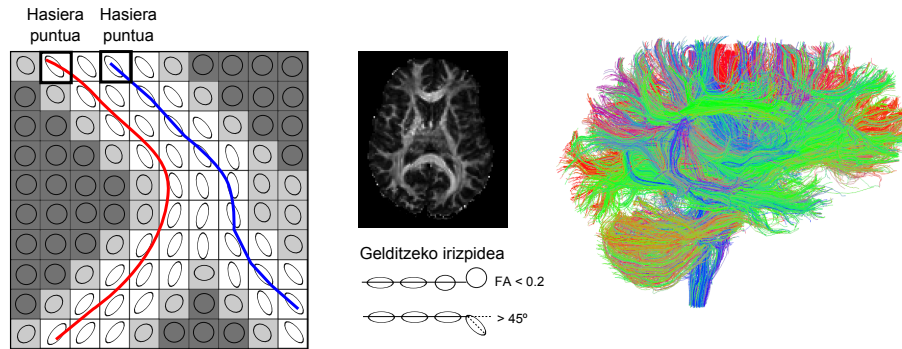 Hasiera
puntua
Hasiera
puntua
Gelditzeko irizpidea
FA < 0.2
> 45º